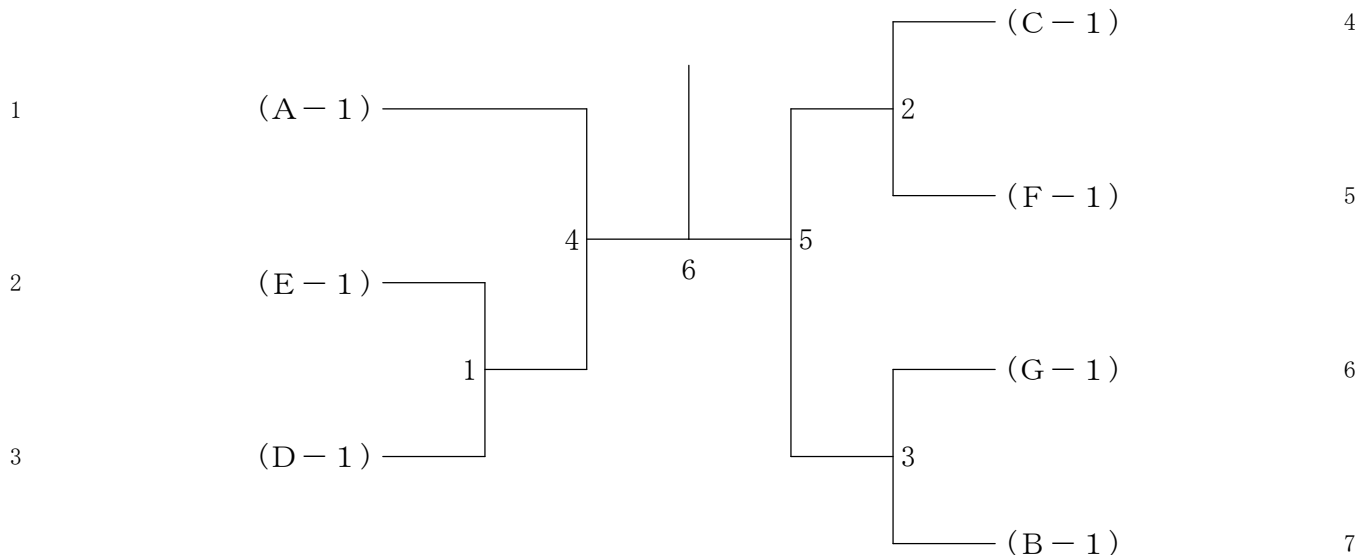 (C-1) 4
1 (A-1)
2
(F-1) 5
4 5
6
2 (E-1)
1
(G-1) 6
3 (D-1)
3
(B-1) 7